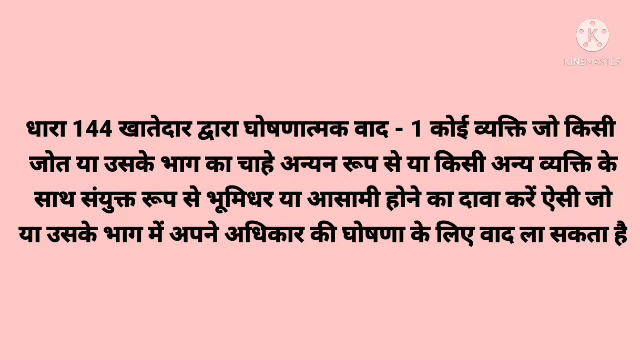 K
KINEMASTER
धारा 144 खातेदार द्वारा घोषणात्मक वाद - 1 कोई व्यक्ति जो किसी
जोत या उसके भाग का चाहे अन्यन रूप से या किसी अन्य व्यक्ति के
साथ संयुक्त रूप से भूमिधर या आसामी होने का दावा करें ऐसी जो
या उसके भाग में अपने अधिकार की घोषणा के लिए वाद ला सकता है